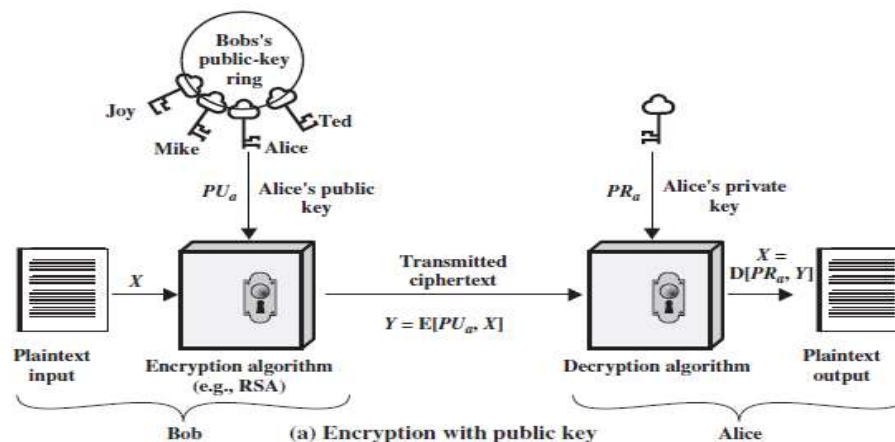 Bobs's
public-key
ring
Joy
Mike
Alice
Ted
PUa
Alice's public
key
PRa
Alice's private
key
X
Transmitted
ciphertext
Y = E[PUa, X]
X =
D[PRa, Y]
Plaintext
input
Encryption algorithm
(e.g., RSA)
Decryption algorithm
Plaintext
output
Bob
(a) Encryption with public key
Alice